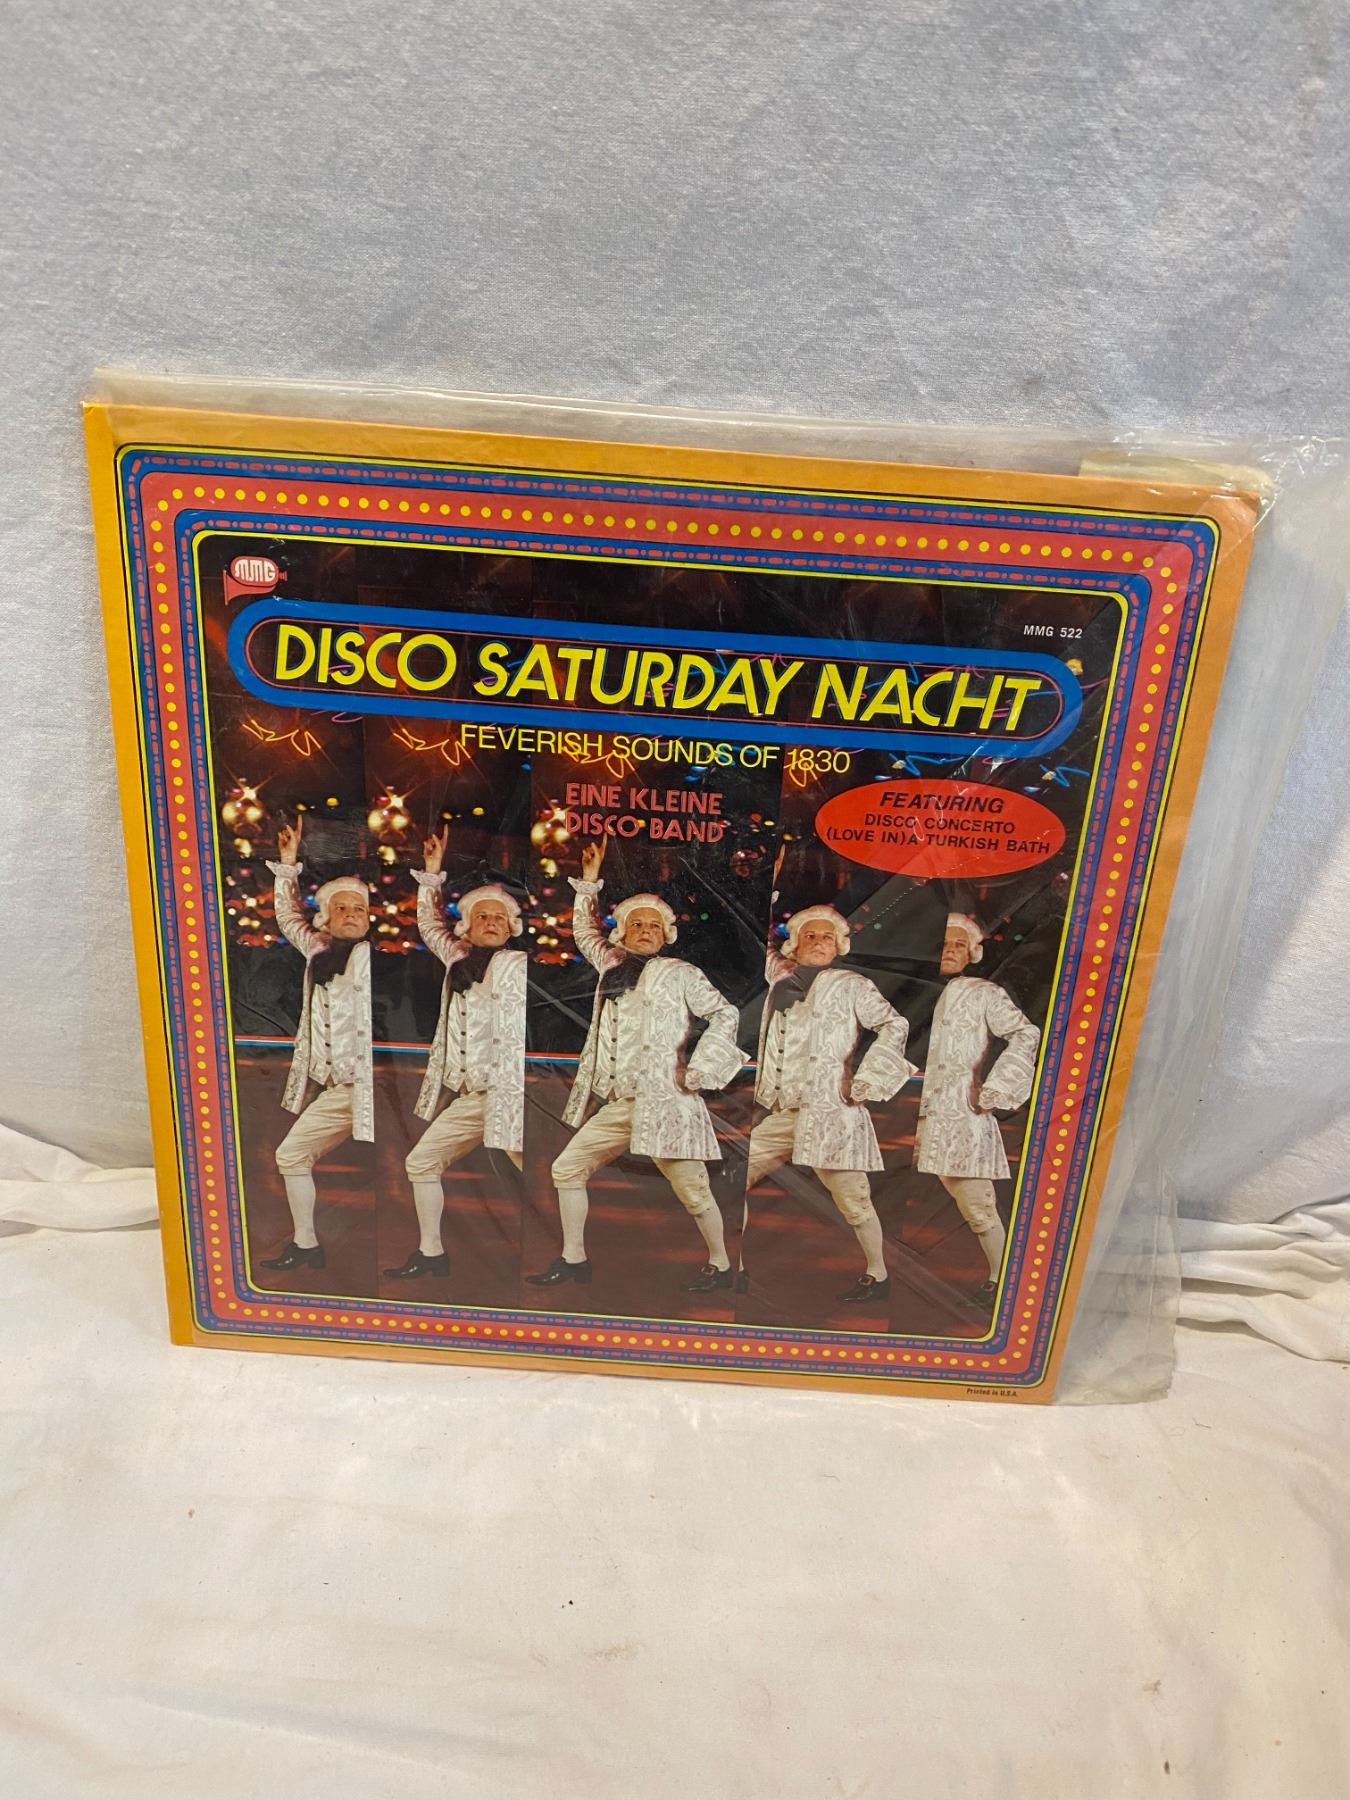 MMG
MMG 522
DISCO SATURDAY NACHT
FEVERISH SOUNDS OF 1830
EINE KLEINE
DISCO BAND
FEATURING
DISCO CONCERTO
(LOVE IN) A TURKISH BATH
Printed in U.S.A.